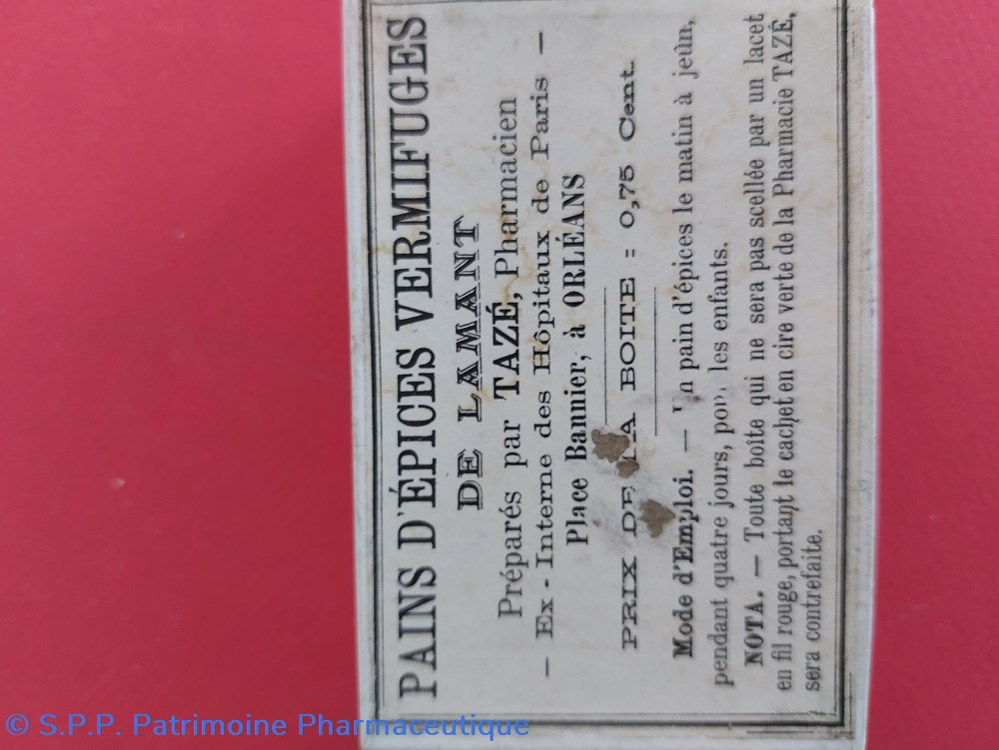 PAINS D'ÉPICES VERMIFUGES
DE LAMANT
Préparés par TAZÉ, Pharmacien
— Ex-Interne des Hôpitaux de Paris —
Place Bannier, à ORLÉANS
PRIX DE LA BOITE : 0,75 Cent.
Mode d'Emploi. — Un pain d'épices le matin à jeùn,
pendant quatre jours, pour les enfants.
NOTA. — Toute boîte qui ne sera pas scellée par un lacet
en fil rouge, portant le cachet en cire verte de la Pharmacie TAZÉ,
sera contrefaite.
© S.P.P. Patrimoine Pharmaceutique